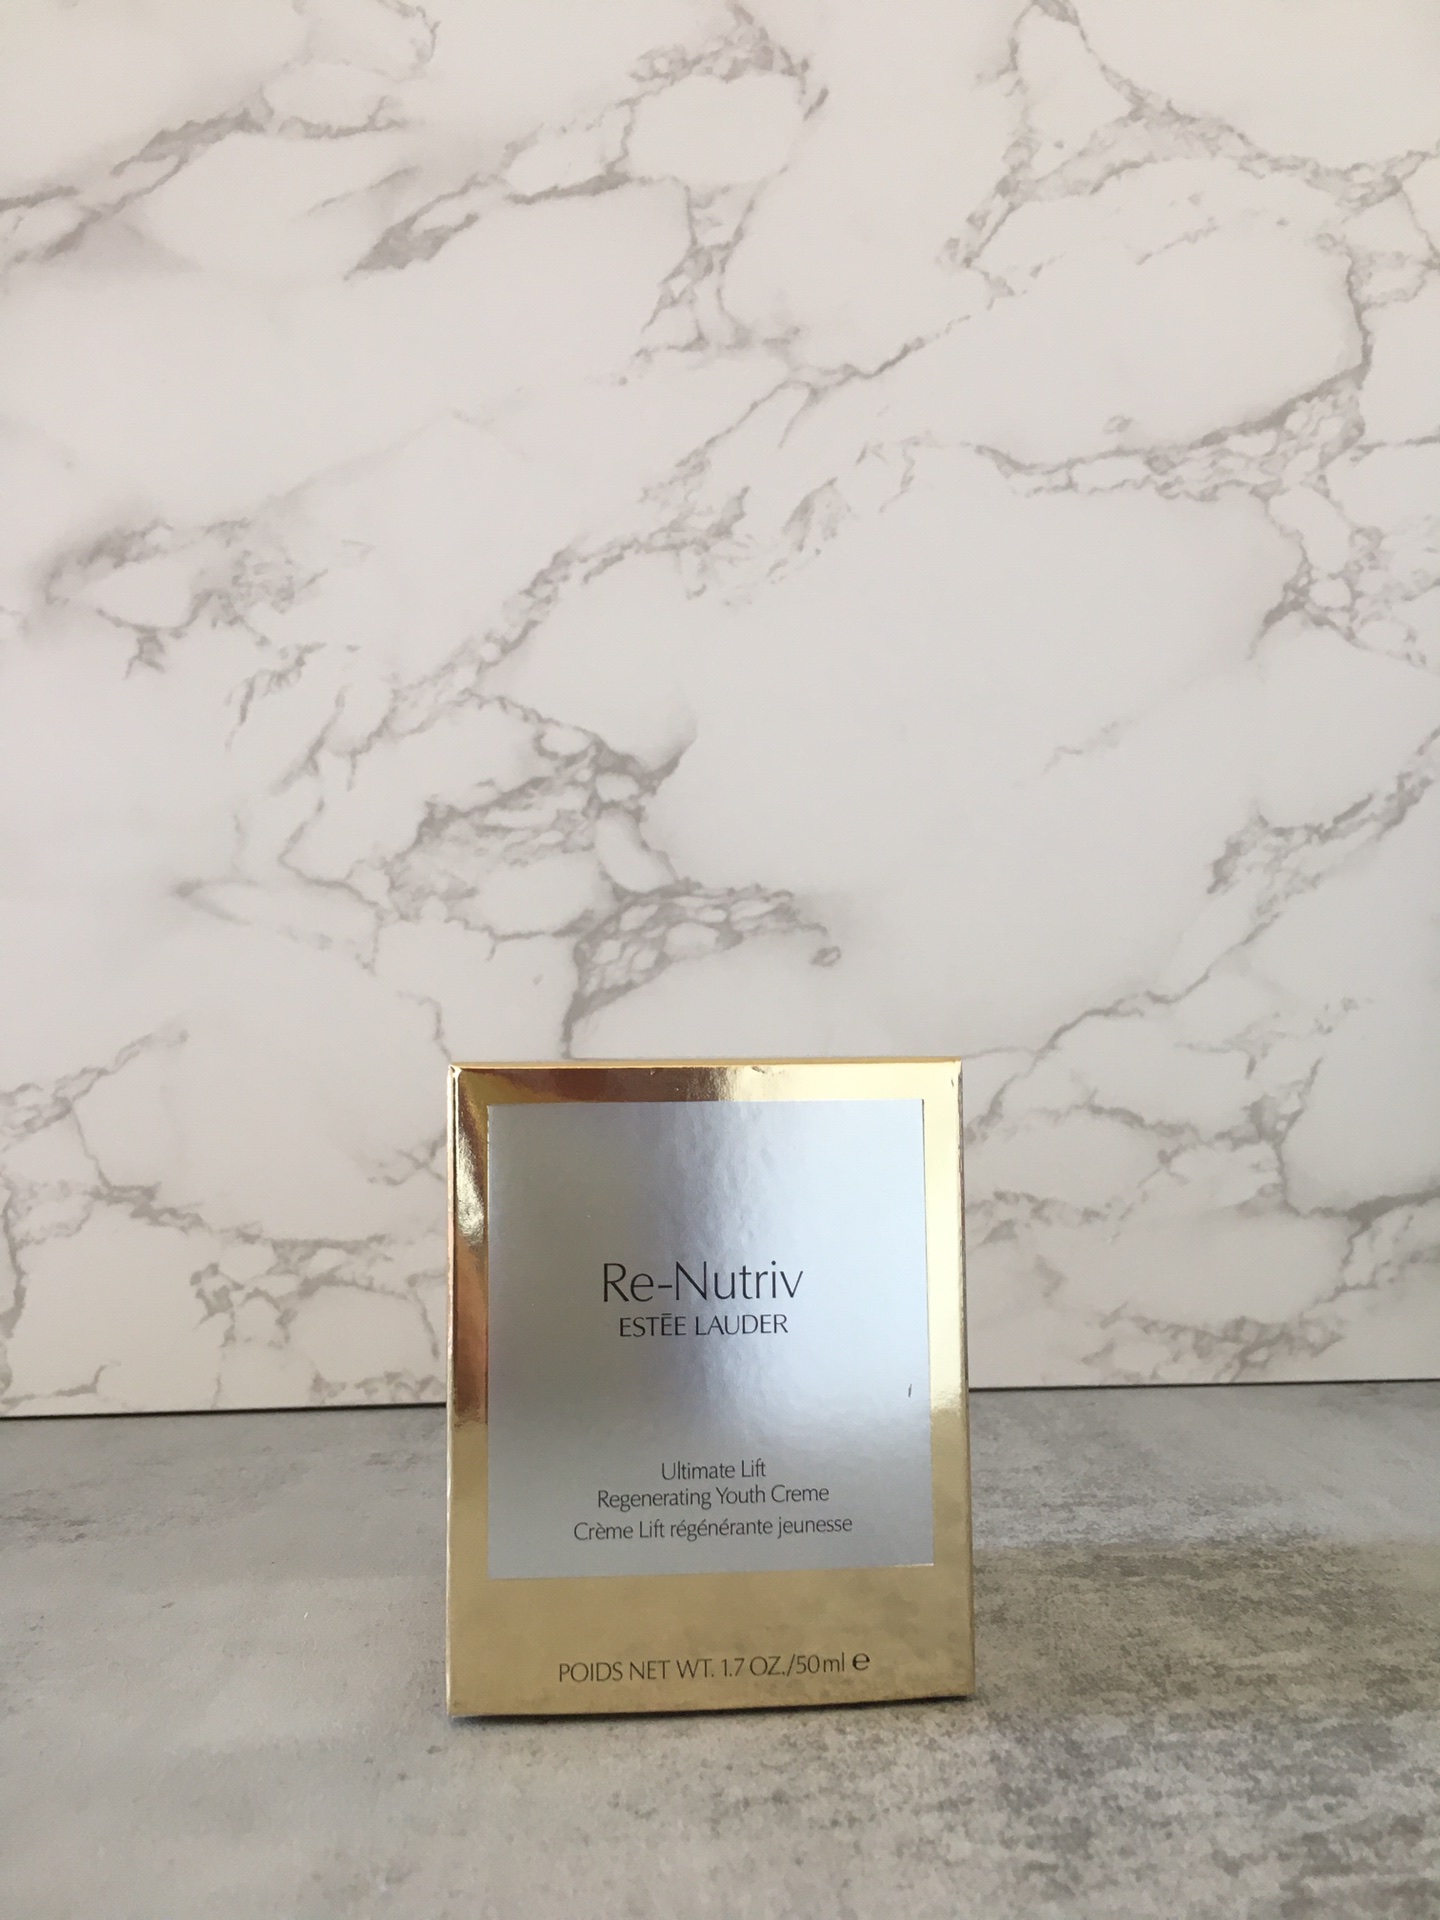 Re-Nutriv
ESTĒE LAUDER
Ultimate Lift
Regenerating Youth Creme
Crème Lift régénérante jeunesse
POIDS NET WT. 1.7 OZ./50ml ℮